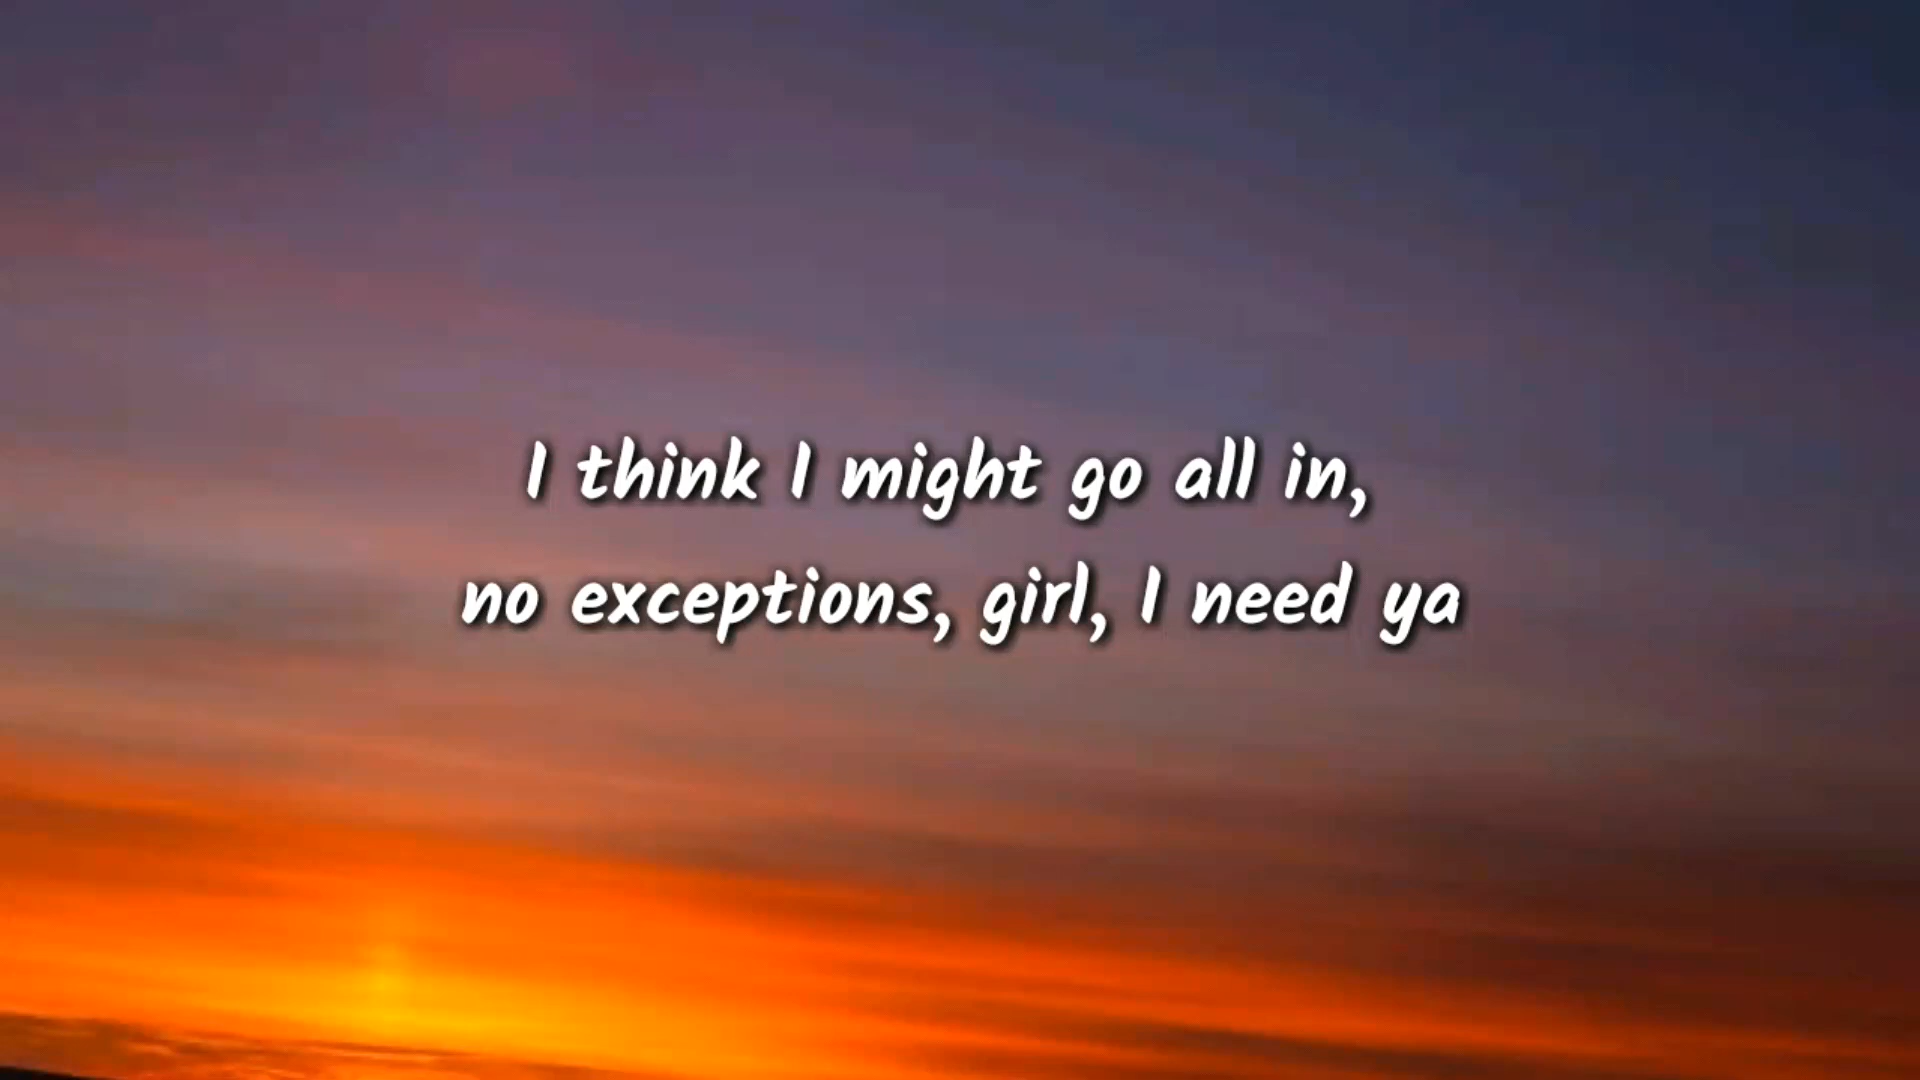 I think I might go all in,
no exceptions, girl, I need ya